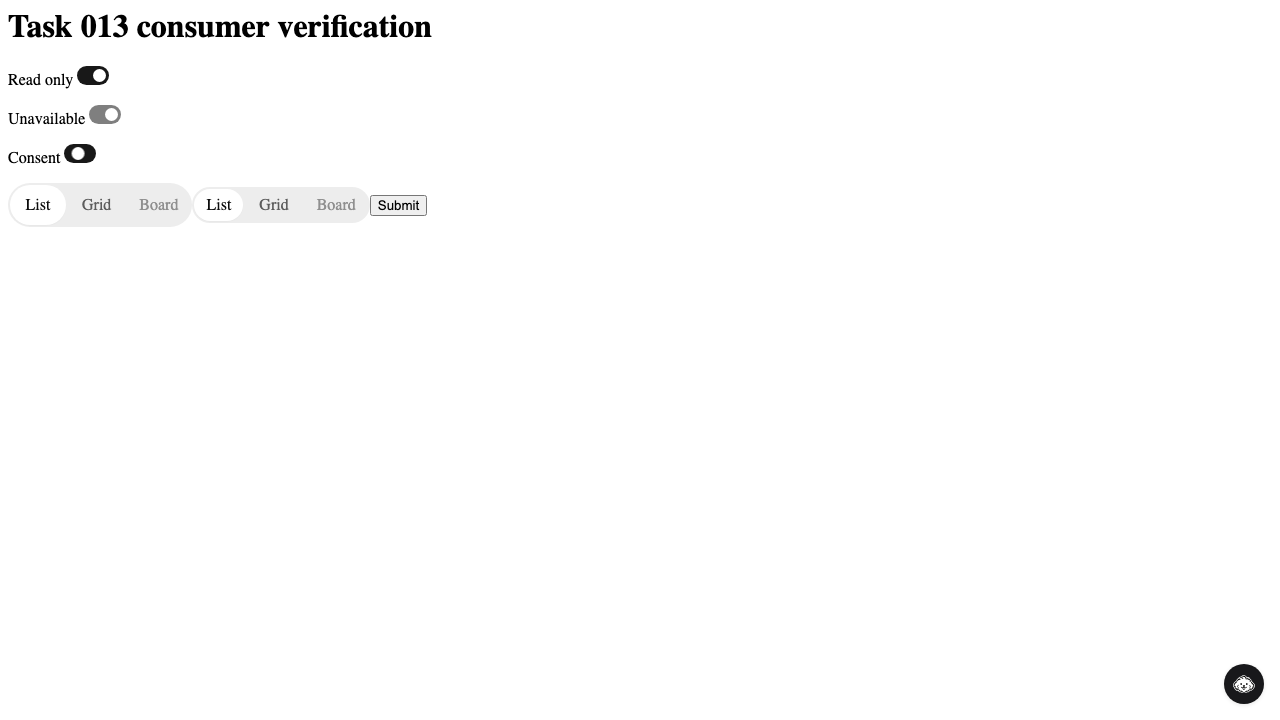 Task 013 consumer verification
Read only
Unavailable
Consent
List Grid Board List Grid Board Submit